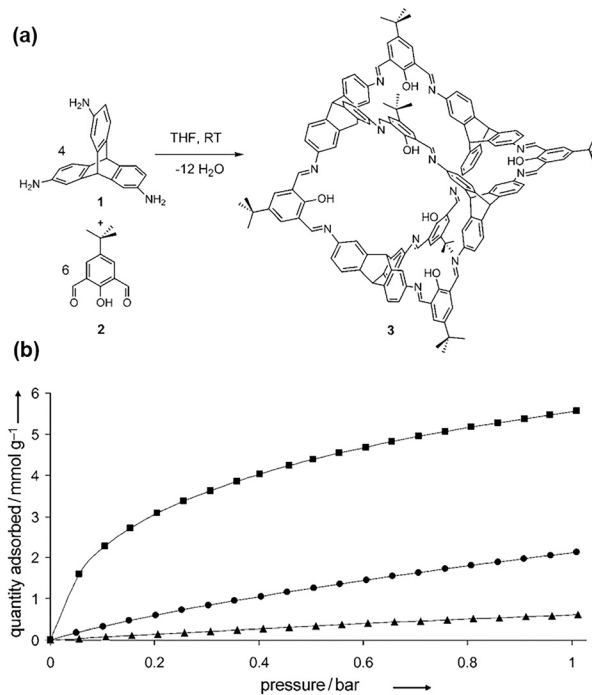 (a)
H₂N
4
NH₂
NH₂
1
+
6
O
OH
O
2
THF, RT
-12 H₂O
N
OH
N
N
N
OH
N
HO
N
N
OH
N
HO
N
N
N
OH
N
3
(b)
quantity adsorbed / mmol g⁻¹
6
5
4
3
2
1
0
0
0.2
0.4
0.6
0.8
1
pressure / bar